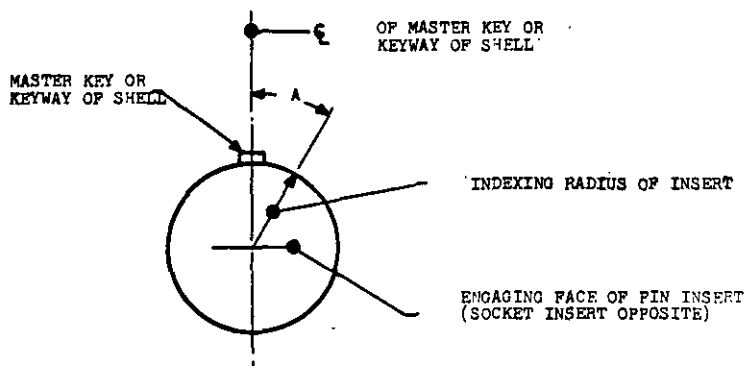 ℄ OF MASTER KEY OR
KEYWAY OF SHELL
MASTER KEY OR
KEYWAY OF SHELL
A
INDEXING RADIUS OF INSERT
ENGAGING FACE OF PIN INSERT
(SOCKET INSERT OPPOSITE)